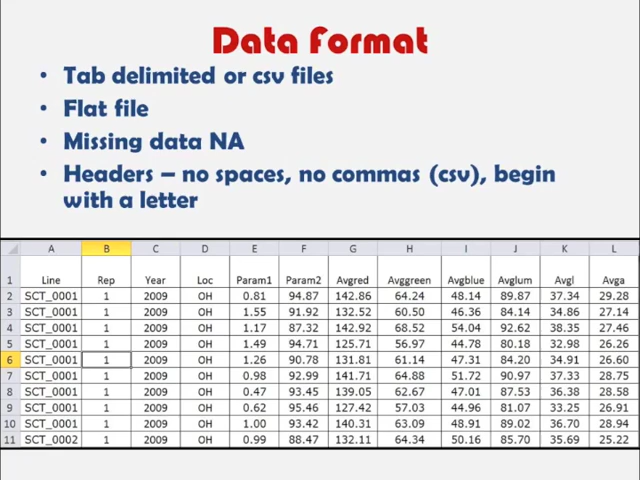 Data Format
• Tab delimited or csv files
• Flat file
• Missing data NA
• Headers – no spaces, no commas (csv), begin
with a letter
A B C D E F G H I J K L
1 Line Rep Year Loc Param1 Param2 Avgred Avggreen Avgblue Avglum Avgl Avga
2 SCT_0001 1 2009 OH 0.81 94.87 142.86 64.24 48.14 89.87 37.34 29.28
3 SCT_0001 1 2009 OH 1.55 91.92 132.52 60.50 46.36 84.14 34.86 27.14
4 SCT_0001 1 2009 OH 1.17 87.32 142.92 68.52 54.04 92.62 38.35 27.46
5 SCT_0001 1 2009 OH 1.49 94.71 125.71 56.97 44.78 80.18 32.98 26.26
6 SCT_0001 1 2009 OH 1.26 90.78 131.81 61.14 47.31 84.20 34.91 26.60
7 SCT_0001 1 2009 OH 0.98 92.99 141.71 64.88 51.72 90.97 37.33 28.75
8 SCT_0001 1 2009 OH 0.47 93.45 139.05 62.67 47.01 87.53 36.38 28.58
9 SCT_0001 1 2009 OH 0.62 95.46 127.42 57.03 44.96 81.07 33.25 26.91
10 SCT_0001 1 2009 OH 1.00 93.42 140.31 63.09 48.91 89.02 36.70 28.94
11 SCT_0002 1 2009 OH 0.99 88.47 132.11 64.34 50.16 85.70 35.69 25.22